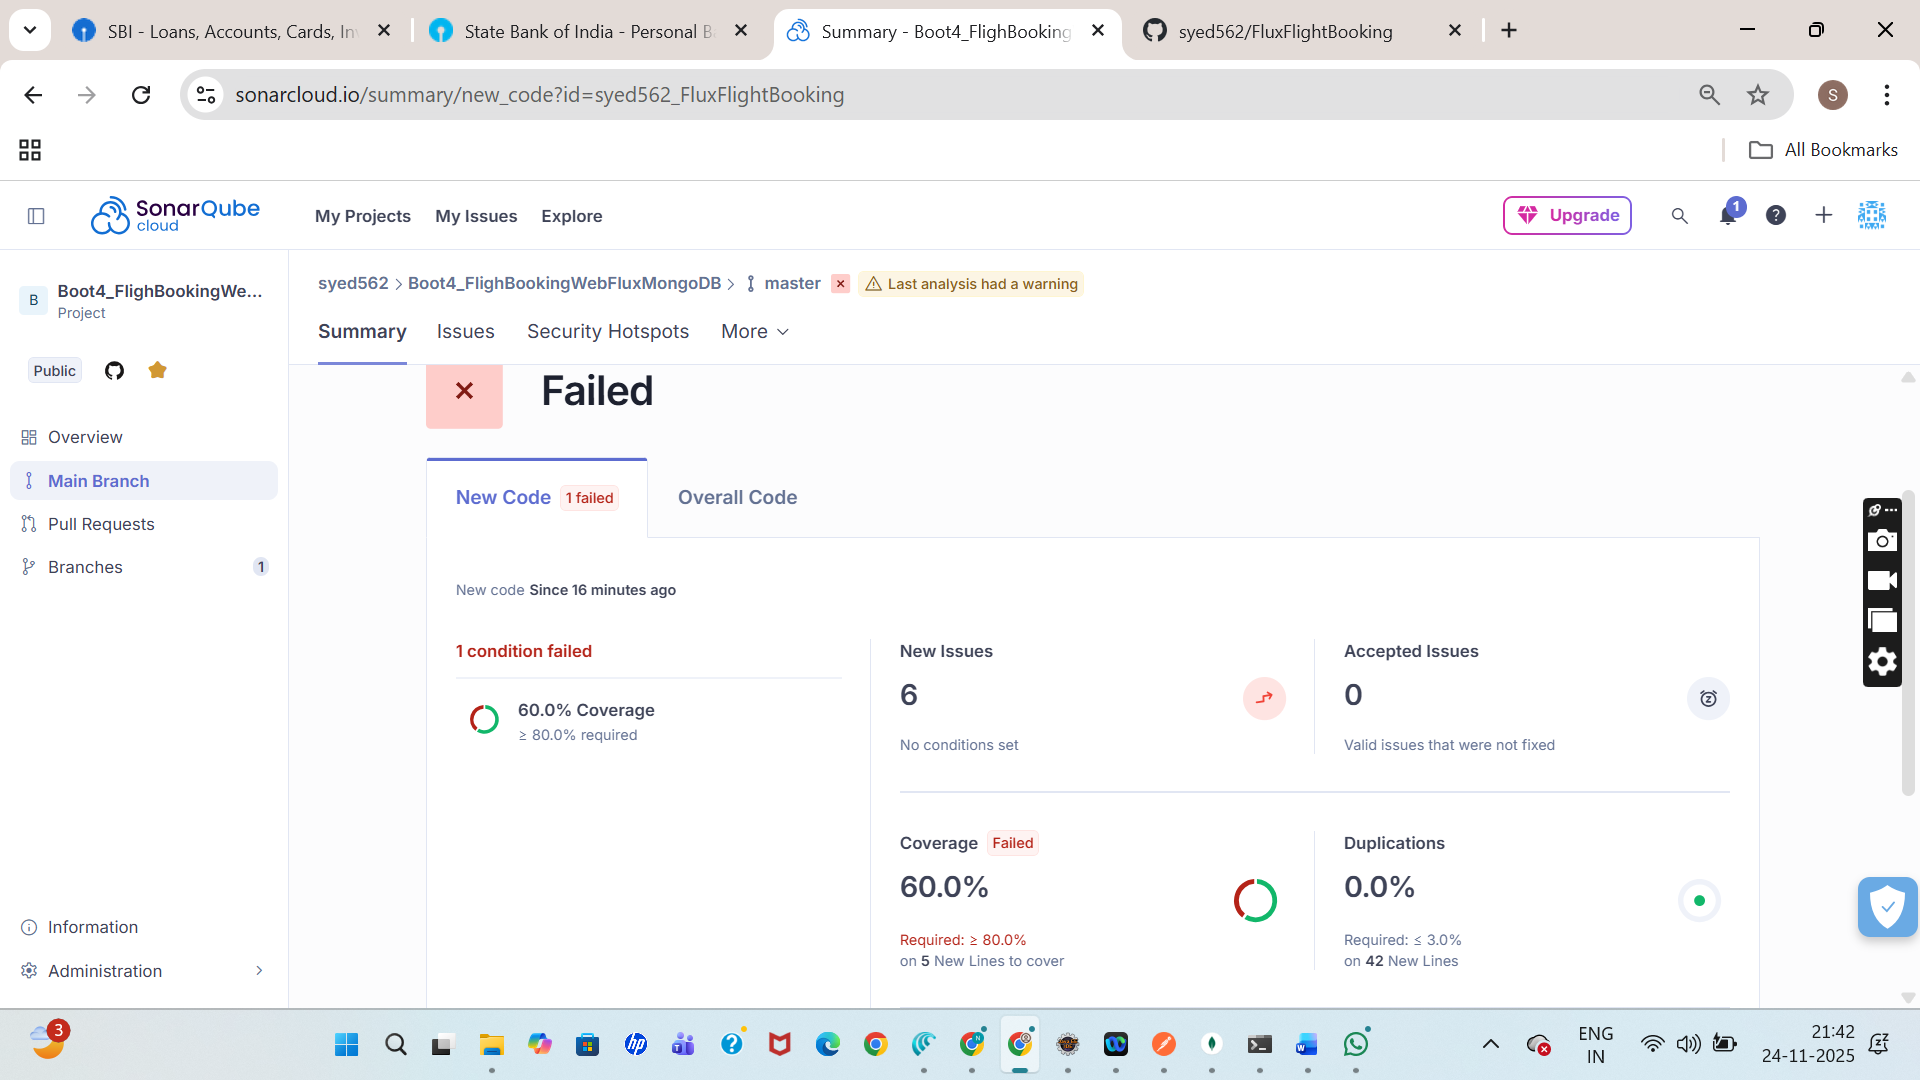 SBI - Loans, Accounts, Cards, In
State Bank of India - Personal B
Summary - Boot4_FlighBooking
syed562/FluxFlightBooking
sonarcloud.io/summary/new_code?id=syed562_FluxFlightBooking
S
All Bookmarks
SonarQube
cloud
My Projects
My Issues
Explore
Upgrade
1
B
Boot4_FlighBookingWe...
Project
syed562 > Boot4_FlighBookingWebFluxMongoDB > master
Last analysis had a warning
Summary
Issues
Security Hotspots
More
Public
Overview
Main Branch
Pull Requests
Branches
1
Information
Administration
Failed
New Code
1 failed
Overall Code
New code Since 16 minutes ago
1 condition failed
60.0% Coverage
≥ 80.0% required
New Issues
6
No conditions set
Accepted Issues
0
Valid issues that were not fixed
Coverage
Failed
60.0%
Required: ≥ 80.0%
on 5 New Lines to cover
Duplications
0.0%
Required: ≤ 3.0%
on 42 New Lines
3
ENG
IN
21:42
24-11-2025